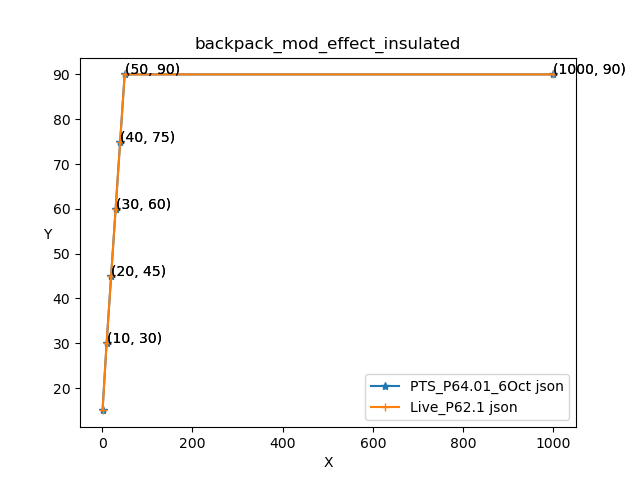 backpack_mod_effect_insulated
90
(50, 90)
(1000, 90)
80
(40, 75)
70
60
(30, 60)
Y
50
(20, 45)
40
30
(10, 30)
20
PTS_P64.01_6Oct json
Live_P62.1 json
0 200 400 600 800 1000
X